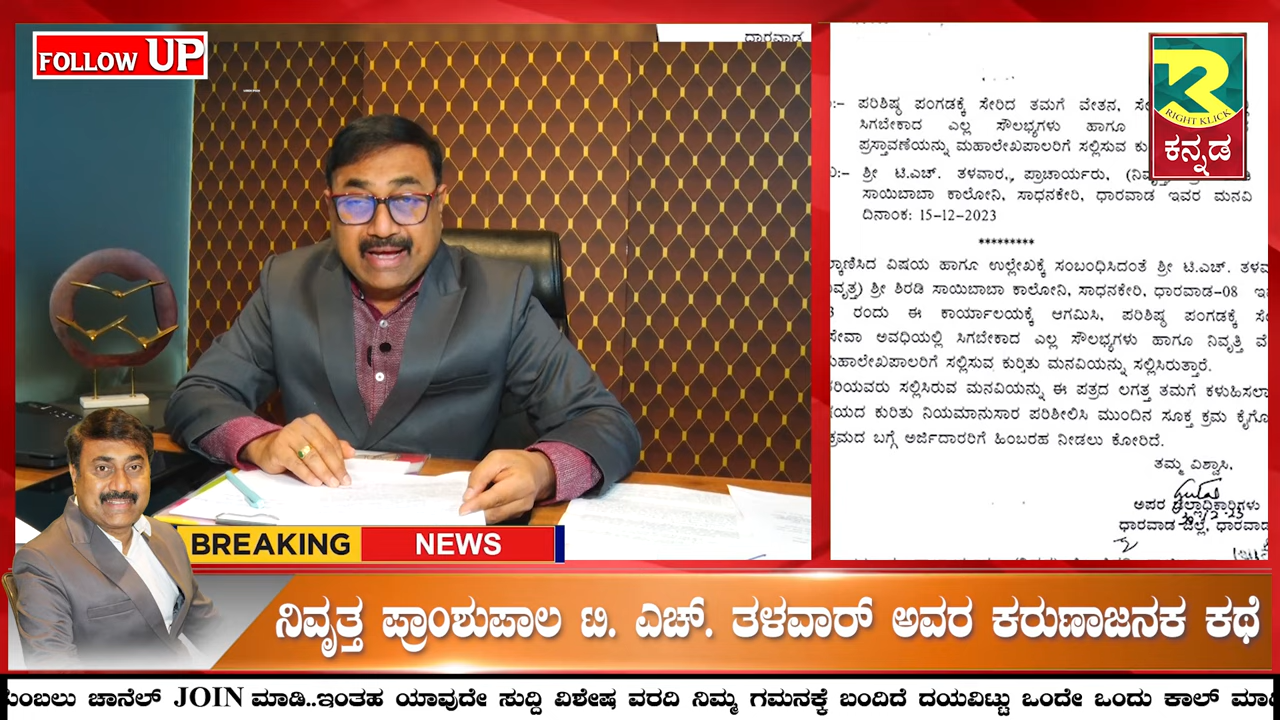 FOLLOW UP
ಧಾರವಾಡ
RIGHT KLICK
ಕನ್ನಡ
:- ಪರಿಶಿಷ್ಠ ಪಂಗಡಕ್ಕೆ ಸೇರಿದ ತಮಗೆ ವೇತನ,
ಸಿಗಬೇಕಾದ ಎಲ್ಲ ಸೌಲಭ್ಯಗಳು ಹಾಗೂ
ಪ್ರಸ್ತಾವಣೆಯನ್ನು ಮಹಾಲೇಖಪಾಲರಿಗೆ ಸಲ್ಲಿಸುವ
:- ಶ್ರೀ ಟಿ.ಎಚ್. ತಳವಾರ., ಪ್ರಾಚಾರ್ಯರು,
ಸಾಯಿಬಾಬಾ ಕಾಲೋನಿ, ಸಾಧನಕೇರಿ, ಧಾರವಾಡ ಇವರ ಮನವಿ
ದಿನಾಂಕ: 15-12-2023
*********
ವಿಷಯ ಹಾಗೂ ಉಲ್ಲೇಖಕ್ಕೆ ಸಂಬಂಧಿಸಿದಂತೆ ಶ್ರೀ ಟಿ.ಎಚ್.
ಶ್ರೀ ಶಿರಡಿ ಸಾಯಿಬಾಬಾ ಕಾಲೋನಿ, ಸಾಧನಕೇರಿ, ಧಾರವಾಡ-08
ರಂದು ಈ ಕಾರ್ಯಾಲಯಕ್ಕೆ ಆಗಮಿಸಿ, ಪರಿಶಿಷ್ಠ ಪಂಗಡಕ್ಕೆ
ಸೇವಾ ಅವಧಿಯಲ್ಲಿ ಸಿಗಬೇಕಾದ ಎಲ್ಲ ಸೌಲಭ್ಯಗಳು ಹಾಗೂ ನಿವೃತ್ತಿ
ಮಹಾಲೇಖಪಾಲರಿಗೆ ಸಲ್ಲಿಸುವ ಕುರಿತು ಮನವಿಯನ್ನು ಸಲ್ಲಿಸಿರುತ್ತಾರೆ.
ಸಲ್ಲಿಸಿರುವ ಮನವಿಯನ್ನು ಈ ಪತ್ರದ ಲಗತ್ತ ತಮಗೆ
ಕುರಿತು ನಿಯಮಾನುಸಾರ ಪರಿಶೀಲಿಸಿ ಮುಂದಿನ ಸೂಕ್ತ ಕ್ರಮ
ಬಗ್ಗೆ ಅರ್ಜಿದಾರರಿಗೆ ಹಿಂಬರಹ ನೀಡಲು ಕೋರಿದೆ.
ತಮ್ಮ ವಿಶ್ವಾಸಿ,
ಅಪರ ಜಿಲ್ಲಾಧಿಕಾರಿಗಳು
ಧಾರವಾಡ ಜಿಲ್ಲೆ,
BREAKING NEWS
ನಿವೃತ್ತ ಪ್ರಾಂಶುಪಾಲ ಟಿ. ಎಚ್. ತಳವಾರ್ ಅವರ ಕರುಣಾಜನಕ ಕಥೆ
ಚಾನೆಲ್ JOIN ಮಾಡಿ..ಇಂತಹ ಯಾವುದೇ ಸುದ್ದಿ ವಿಶೇಷ ವರದಿ ನಿಮ್ಮ ಗಮನಕ್ಕೆ ಬಂದಿದೆ ದಯವಿಟ್ಟು ಒಂದೇ ಒಂದು ಕಾಲ್